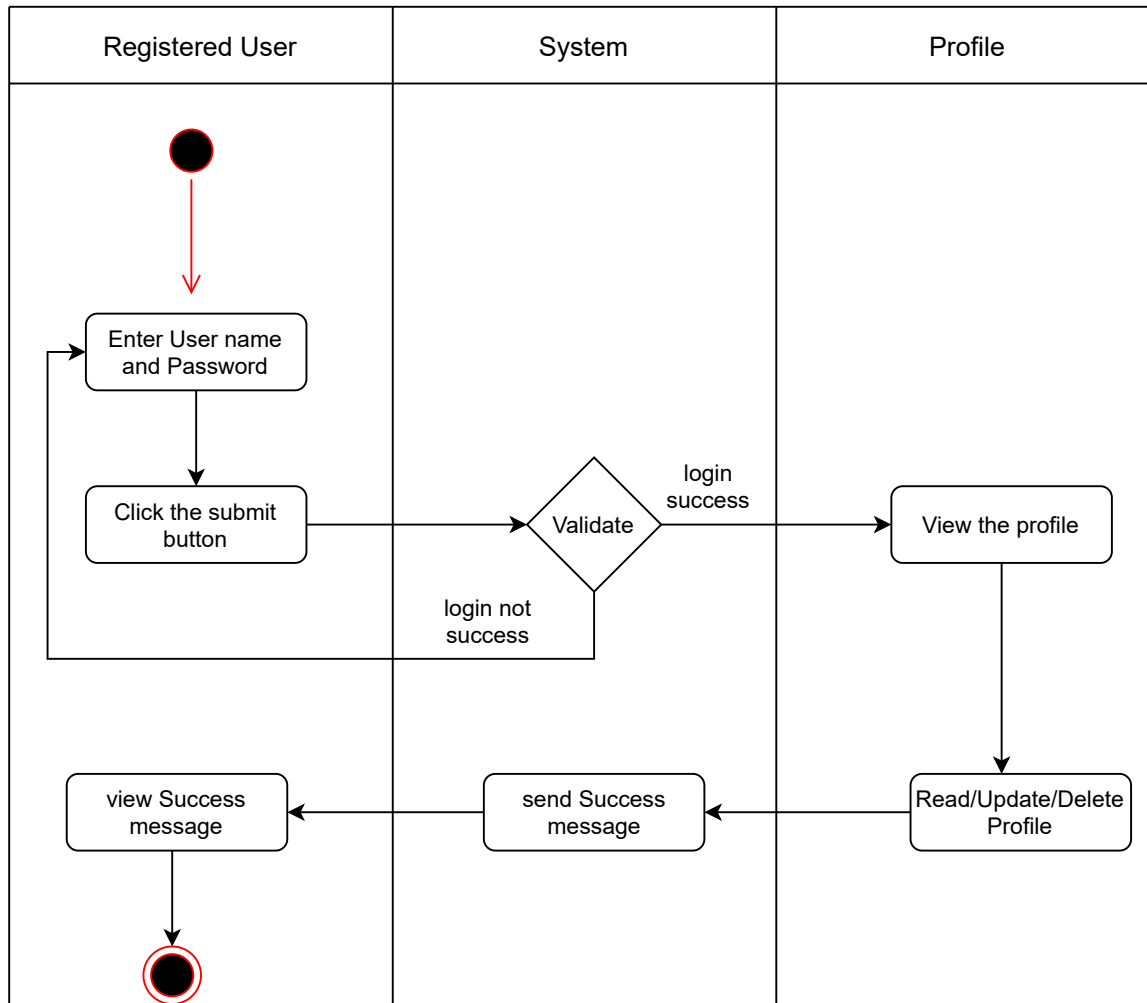 Registered User
System
Profile
Enter User name
and Password
Click the submit
button
Validate
login
success
View the profile
login not
success
view Success
message
send Success
message
Read/Update/Delete
Profile